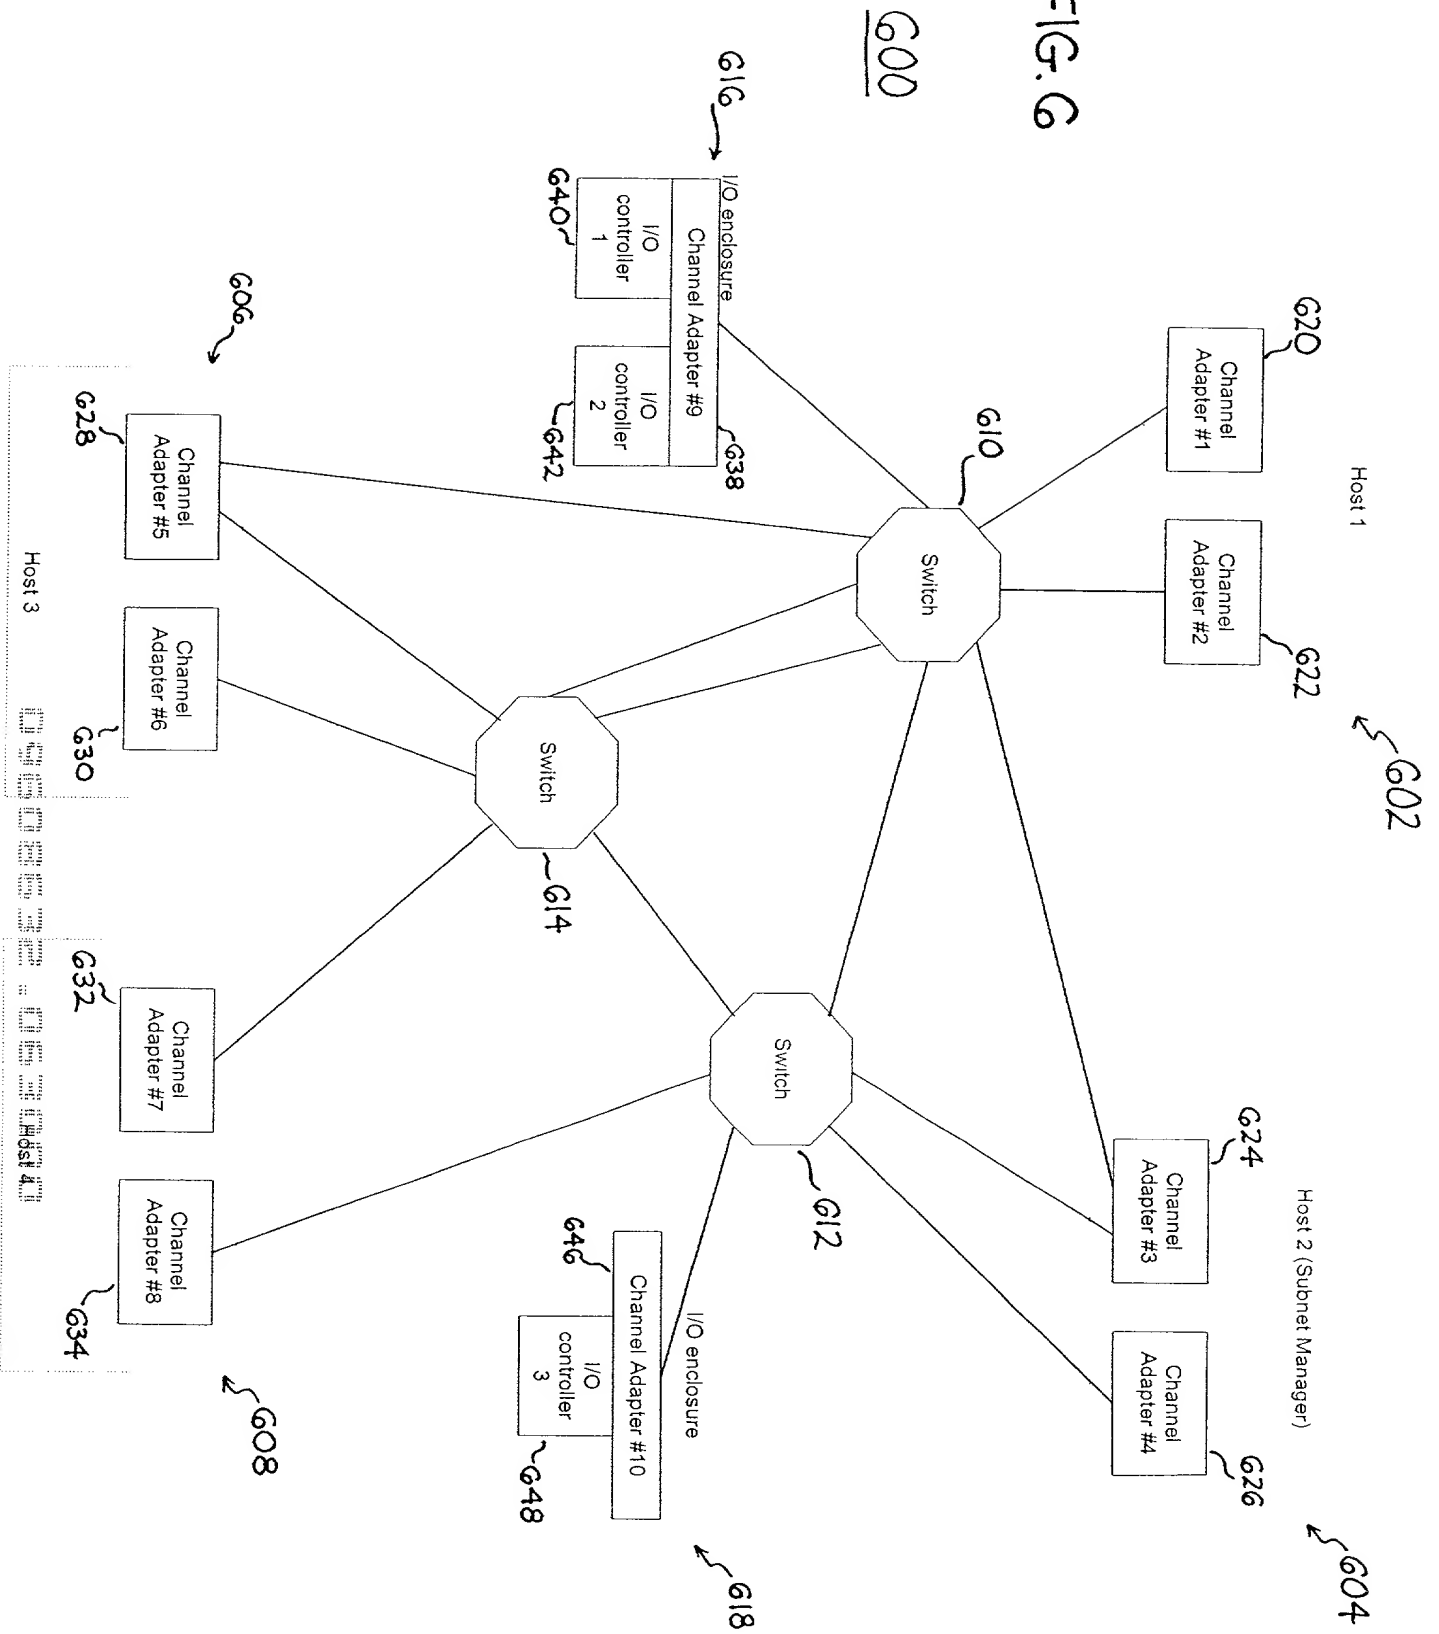 602
Host 1
620
622
Channel
Adapter #1
Channel
Adapter #2
604
Host 2 (Subnet Manager)
624
626
Channel
Adapter #3
Channel
Adapter #4
FIG. 6
600
610
Switch
612
Switch
614
Switch
616
I/O enclosure
Channel Adapter #9
638
I/O
controller
1
I/O
controller
2
640
642
618
I/O enclosure
Channel Adapter #10
646
I/O
controller
3
648
606
Channel
Adapter #5
Channel
Adapter #6
628
630
Host 3
608
Channel
Adapter #7
Channel
Adapter #8
632
634
Host 4